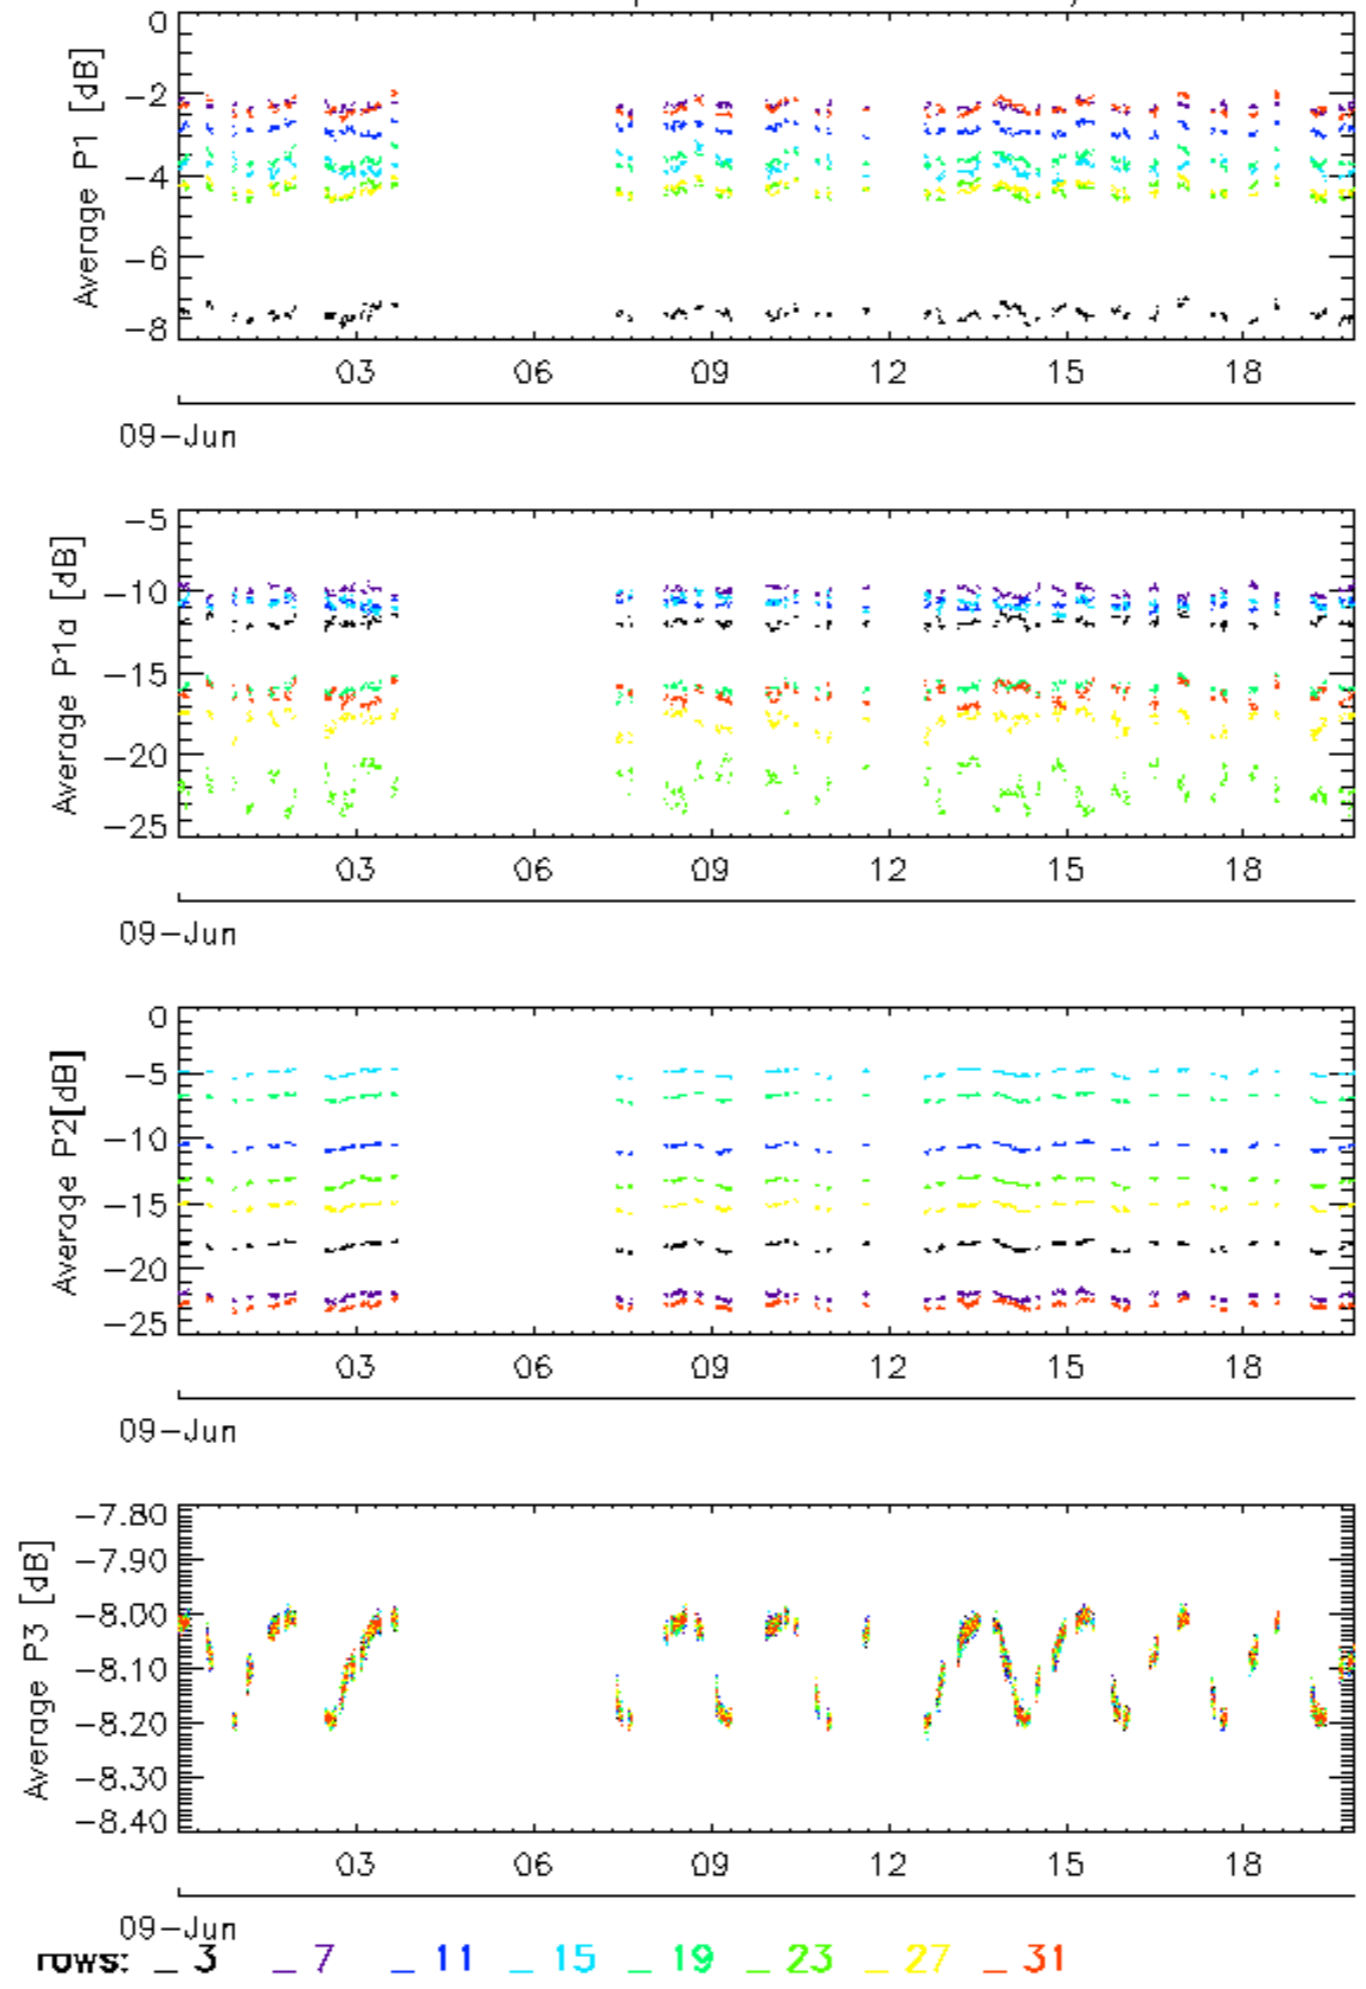 0
−2
−4
−6
−8
Average P1 [dB]
03 06 09 12 15 18
09−Jun
−5
−10
−15
−20
−25
Average P1a [dB]
03 06 09 12 15 18
09−Jun
0
−5
−10
−15
−20
−25
Average P2[dB]
03 06 09 12 15 18
09−Jun
−7.80
−7.90
−8.00
−8.10
−8.20
−8.30
−8.40
Average P3 [dB]
03 06 09 12 15 18
09−Jun
rows: _ 3 _ 7 _ 11 _ 15 _ 19 _ 23 _ 27 _ 31